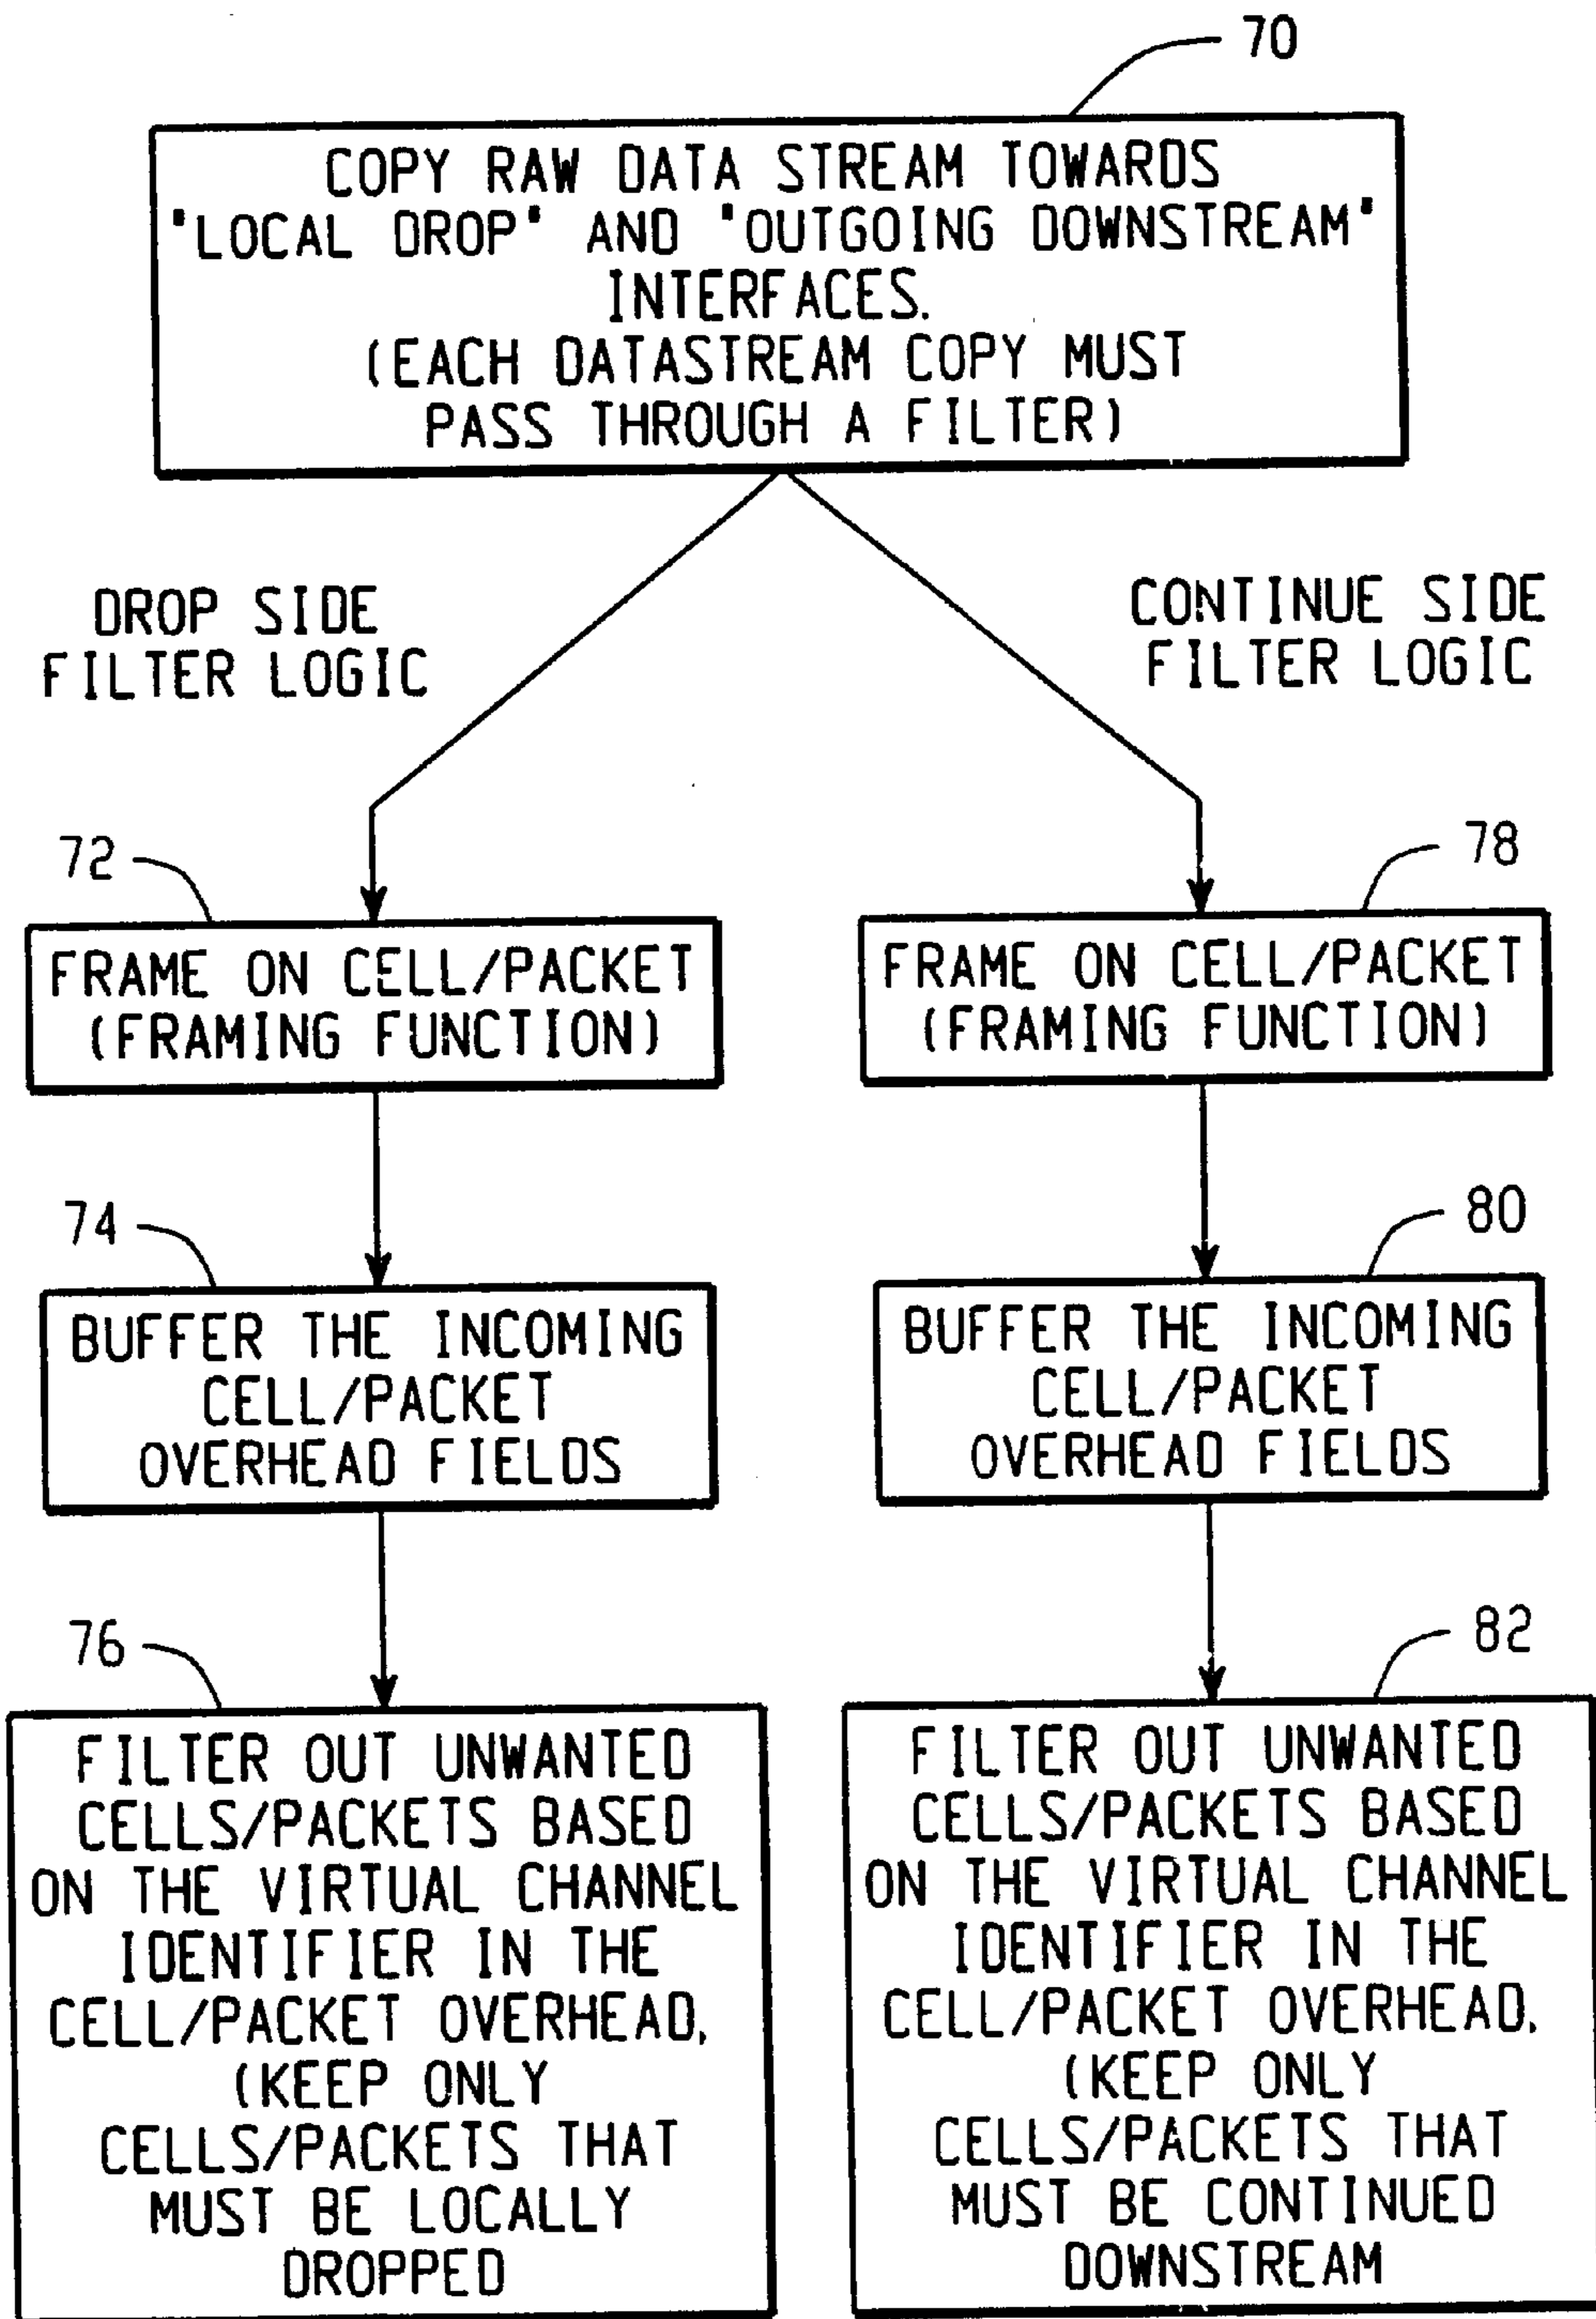 70
COPY RAW DATA STREAM TOWARDS
"LOCAL DROP" AND "OUTGOING DOWNSTREAM"
INTERFACES.
(EACH DATASTREAM COPY MUST
PASS THROUGH A FILTER)
DROP SIDE
FILTER LOGIC
CONTINUE SIDE
FILTER LOGIC
72
FRAME ON CELL/PACKET
(FRAMING FUNCTION)
78
FRAME ON CELL/PACKET
(FRAMING FUNCTION)
74
BUFFER THE INCOMING
CELL/PACKET
OVERHEAD FIELDS
80
BUFFER THE INCOMING
CELL/PACKET
OVERHEAD FIELDS
76
FILTER OUT UNWANTED
CELLS/PACKETS BASED
ON THE VIRTUAL CHANNEL
IDENTIFIER IN THE
CELL/PACKET OVERHEAD.
(KEEP ONLY
CELLS/PACKETS THAT
MUST BE LOCALLY
DROPPED
82
FILTER OUT UNWANTED
CELLS/PACKETS BASED
ON THE VIRTUAL CHANNEL
IDENTIFIER IN THE
CELL/PACKET OVERHEAD.
(KEEP ONLY
CELLS/PACKETS THAT
MUST BE CONTINUED
DOWNSTREAM